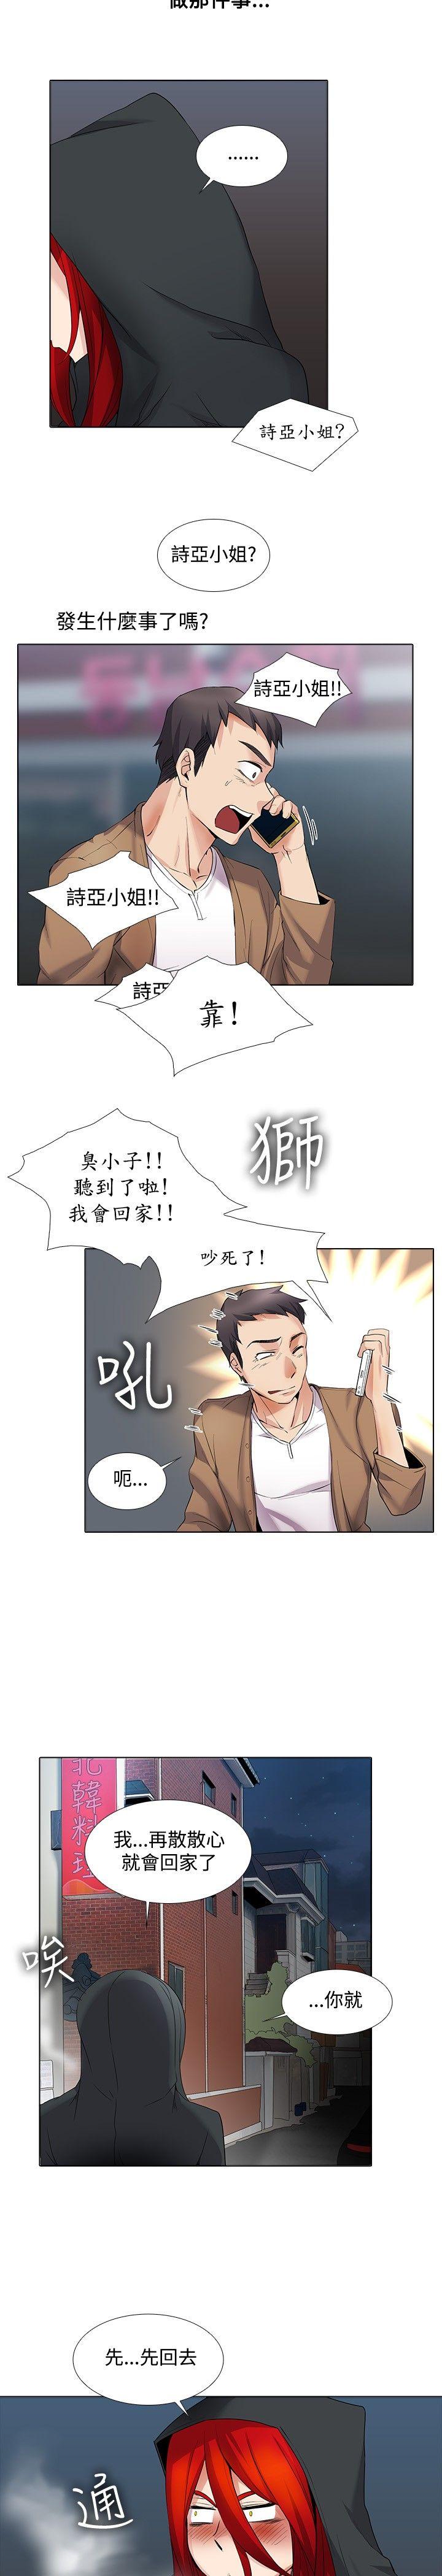 做那件事...
......
詩亞小姐?
詩亞小姐?
發生什麼事了嗎?
詩亞小姐!!
詩亞小姐!!
詩亞
靠!
獅
臭小子!!
聽到了啦!
我會回家!!
吵死了!
吼
呃...
北韓料理
我...再散散心
就會回家了
唉
...你就
先...先回去
通